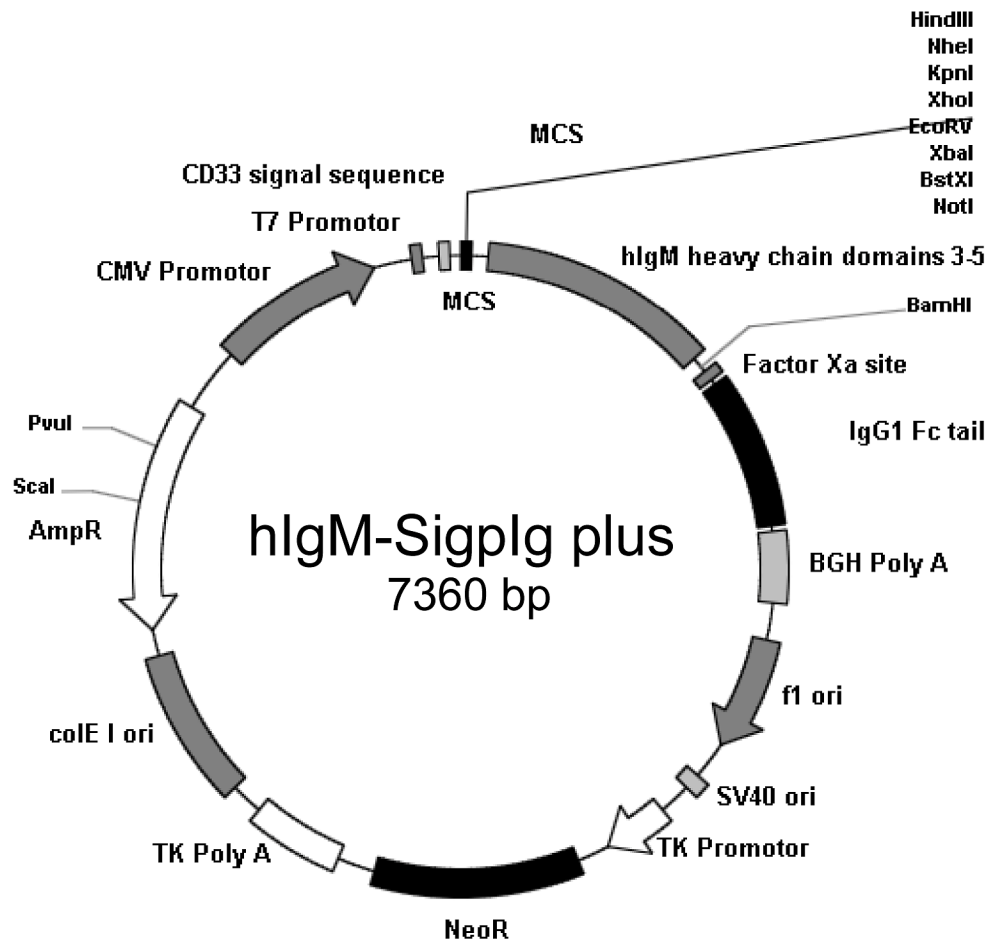 HindIII
NheI
KpnI
XhoI
EcoRV
XbaI
BstXI
NotI
MCS
CD33 signal sequence
T7 Promotor
CMV Promotor
MCS
hIgM heavy chain domains 3-5
BamHI
Factor Xa site
IgG1 Fc tail
PvuI
ScaI
AmpR
hIgM-SigpIg plus
7360 bp
BGH Poly A
f1 ori
colE I ori
SV40 ori
TK Promotor
TK Poly A
NeoR